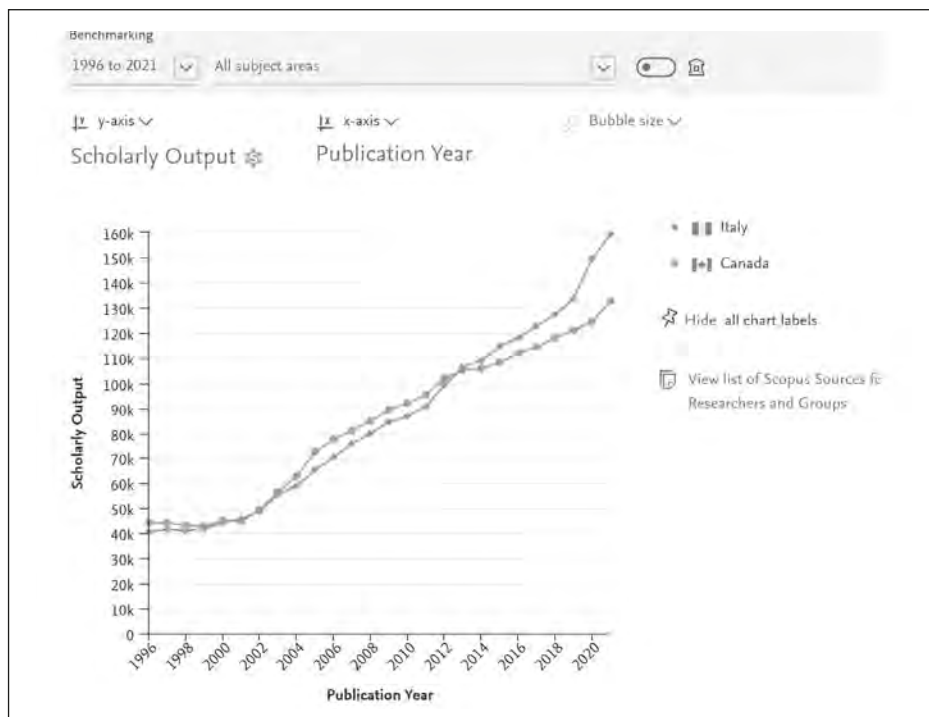 Benchmarking
1996 to 2021 All subject areas
y-axis x-axis Bubble size
Scholarly Output Publication Year
Italy
Canada
Hide all chart labels
View list of Scopus Sources fc
Researchers and Groups
Scholarly Output
160k
150k
140k
130k
120k
110k
100k
90k
80k
70k
60k
50k
40k
30k
20k
10k
0
1996 1998 2000 2002 2004 2006 2008 2010 2012 2014 2016 2018 2020
Publication Year